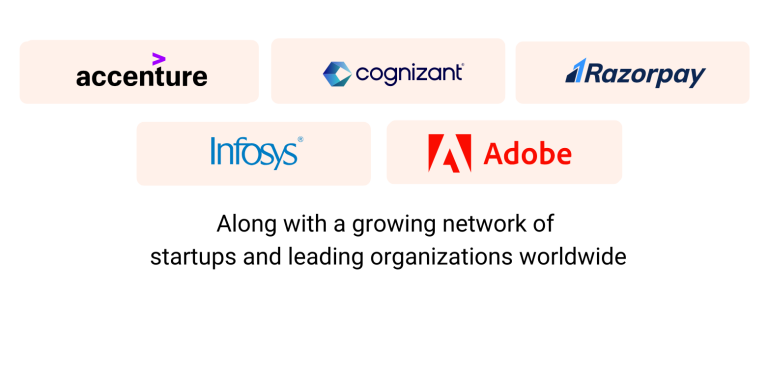 accenture
cognizant
Razorpay
Infosys®
Adobe
Along with a growing network of
startups and leading organizations worldwide